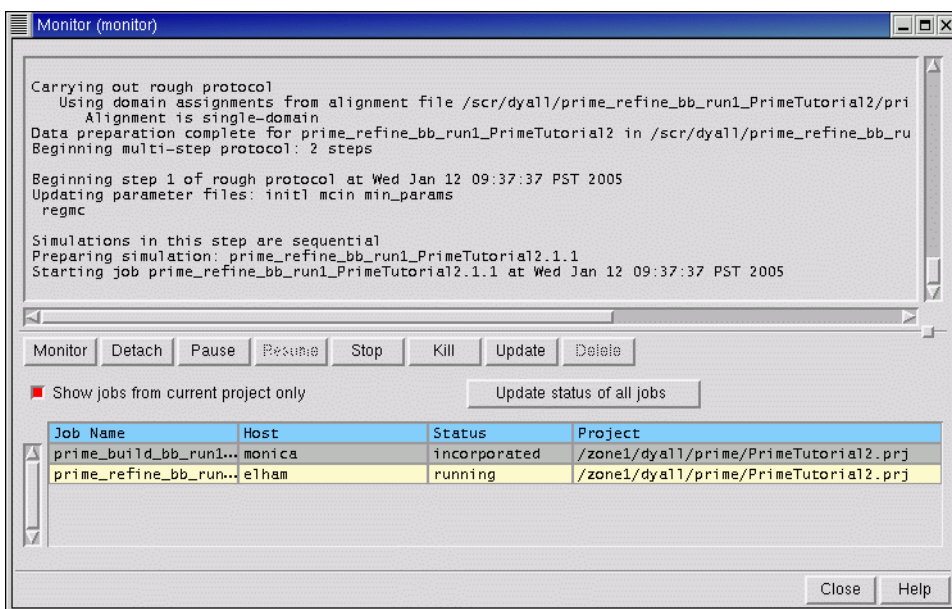 Monitor (monitor)
Carrying out rough protocol
Using domain assignments from alignment file /scr/dyall/prime_refine_bb_run1_PrimeTutorial2/pri
Alignment is single-domain
Data preparation complete for prime_refine_bb_run1_PrimeTutorial2 in /scr/dyall/prime_refine_bb_ru
Beginning multi-step protocol: 2 steps
Beginning step 1 of rough protocol at Wed Jan 12 09:37:37 PST 2005
Updating parameter files: initl mcin min_params
regmc
Simulations in this step are sequential
Preparing simulation: prime_refine_bb_run1_PrimeTutorial2.1.1
Starting job prime_refine_bb_run1_PrimeTutorial2.1.1 at Wed Jan 12 09:37:37 PST 2005
Monitor Detach Pause Resume Stop Kill Update Delete
Show jobs from current project only Update status of all jobs
Job Name Host Status Project
prime_build_bb_run1... monica incorporated /zone1/dyall/prime/PrimeTutorial2.prj
prime_refine_bb_run... elham running /zone1/dyall/prime/PrimeTutorial2.prj
Close Help